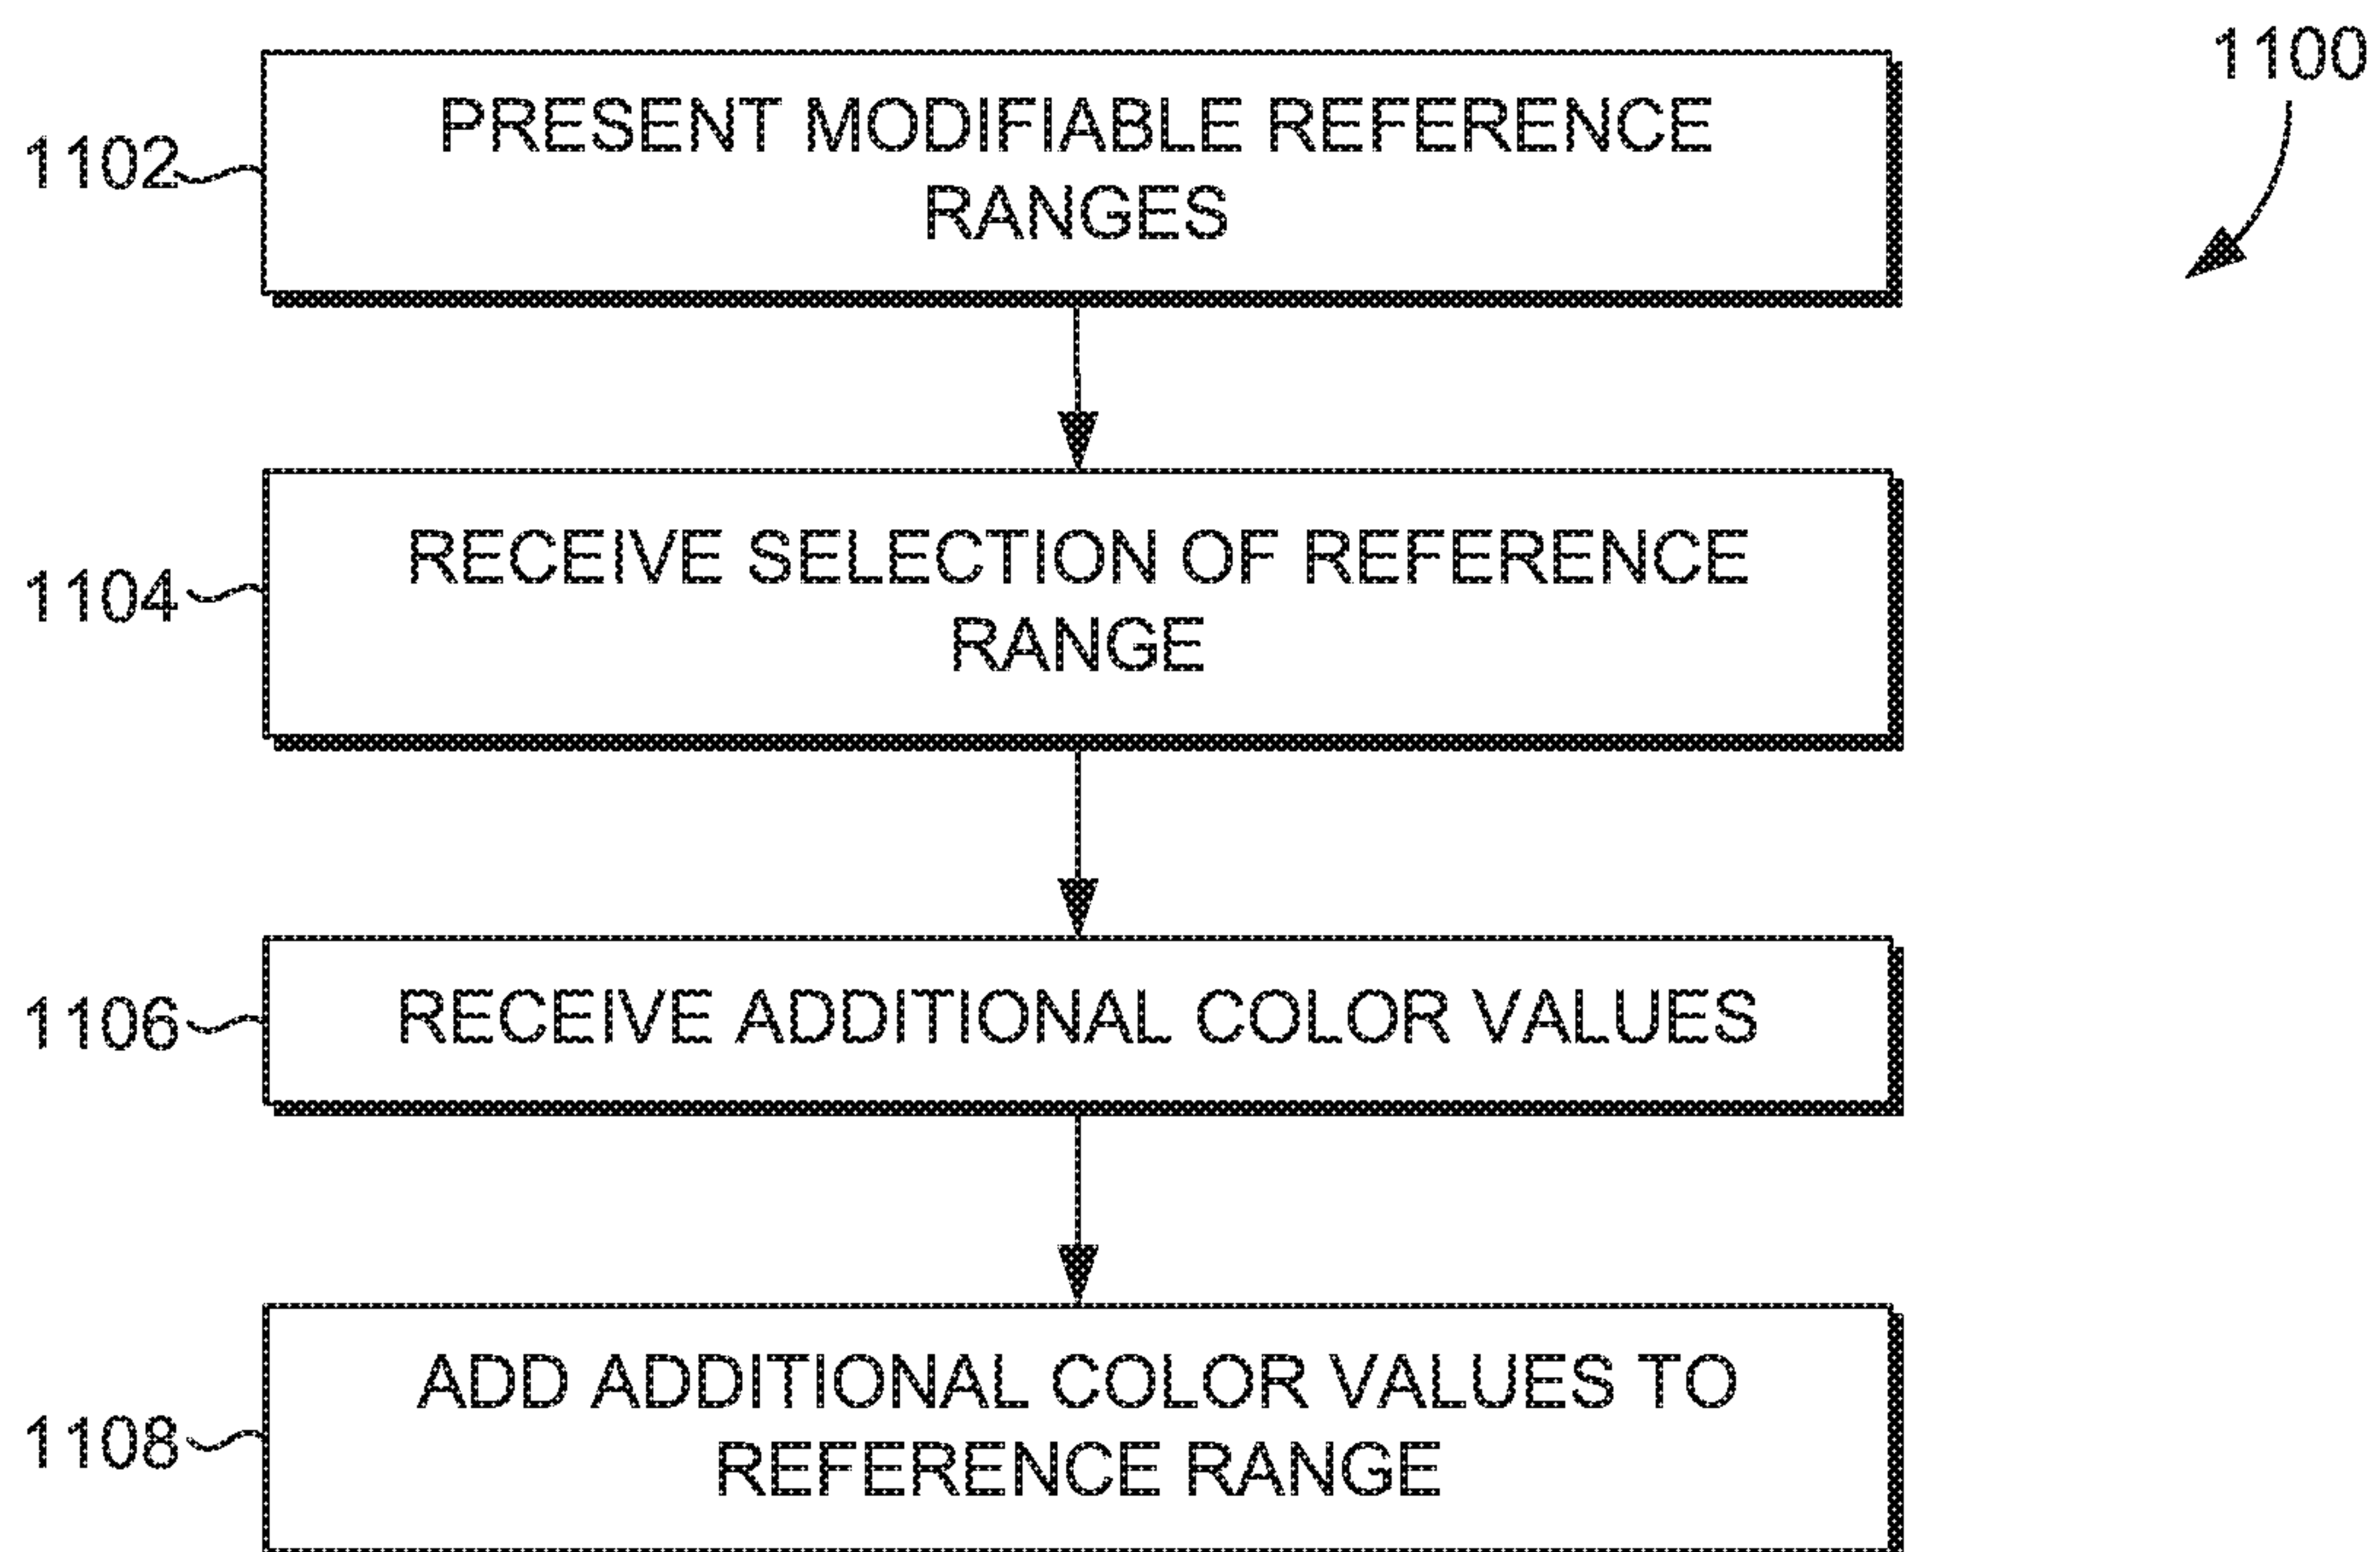 1100
1102
PRESENT MODIFIABLE REFERENCE
RANGES
1104
RECEIVE SELECTION OF REFERENCE
RANGE
1106
RECEIVE ADDITIONAL COLOR VALUES
1108
ADD ADDITIONAL COLOR VALUES TO
REFERENCE RANGE